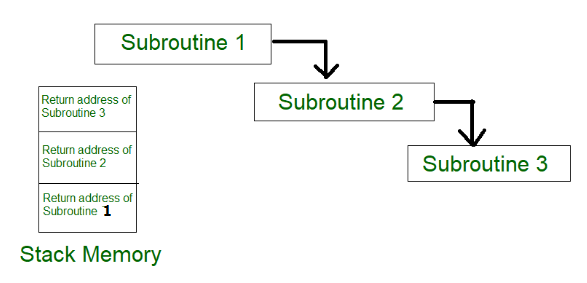 Subroutine 1
Subroutine 2
Subroutine 3
Return address of
Subroutine 3
Return address of
Subroutine 2
Return address of
Subroutine 1
Stack Memory